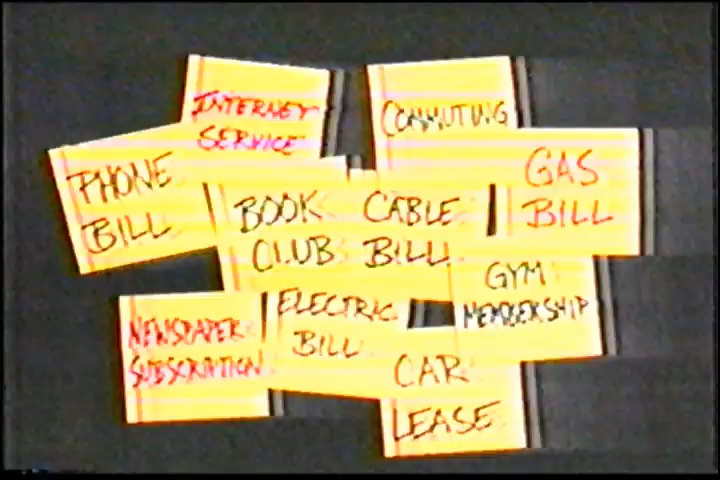 INTERNET
SERVICE
COMMUTING
PHONE
BILL
GAS
BILL
BOOK
CLUB
CABLE
BILL
GYM
MEMBERSHIP
NEWSPAPER
SUBSCRIPTION
ELECTRIC
BILL
CAR
LEASE